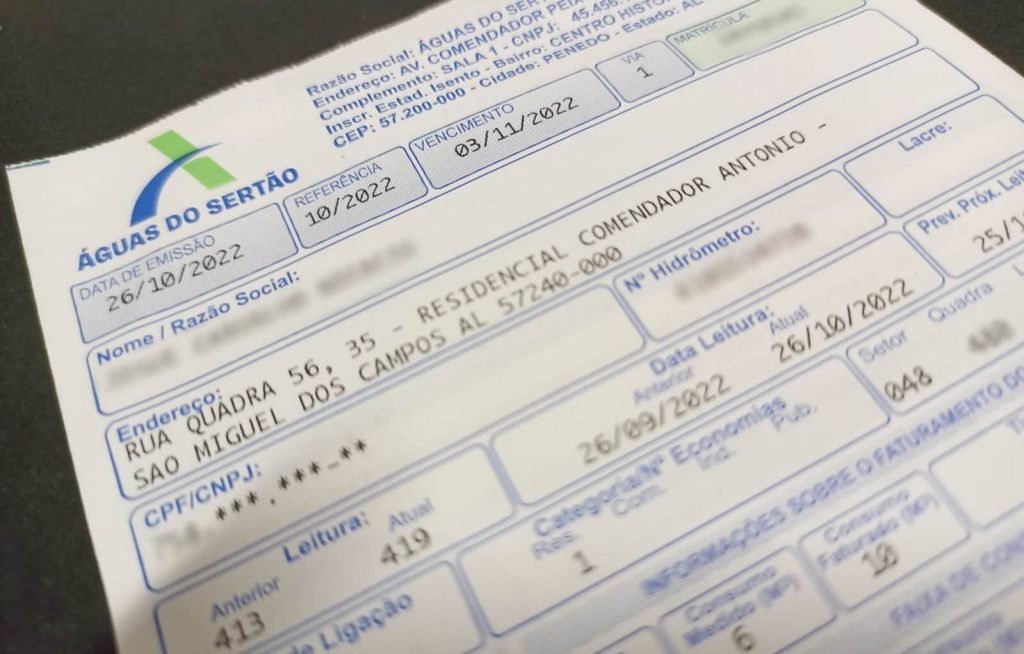 Razão Social: ÁGUAS DO SER
Endereço: AV. COMENDADOR PEIX
Complemento: SALA 1 - CNPJ: 45.456.
Inscr. Estad. Isento - Bairro: CENTRO HISTÓ
CEP: 57.200-000 - Cidade: PENEDO - Estado: AL
ÁGUAS DO SERTÃO
DATA DE EMISSÃO
26/10/2022
REFERÊNCIA
10/2022
VENCIMENTO
03/11/2022
VIA
1
MATRÍCULA
Nome / Razão Social:
Endereço:
RUA QUADRA 56, 35 - RESIDENCIAL COMENDADOR ANTONIO -
SAO MIGUEL DOS CAMPOS AL 57240-000
Nº Hidrômetro:
Lacre:
CPF/CNPJ:
.***.***-**
Data Leitura:
Anterior
26/09/2022
Atual
26/10/2022
Prev. Próx. Leit
25/1
Leitura:
Anterior
413
Atual
419
Categoria/Nº Economias
Res.
1
Com.
Ind.
Pub.
Setor
048
Quadra
480
L
de Ligação
INFORMAÇÕES SOBRE O FATURAMENTO DO
Consumo
Medido (M³)
6
Consumo
Faturado (M³)
10
FAIXA DE CON
Consumo